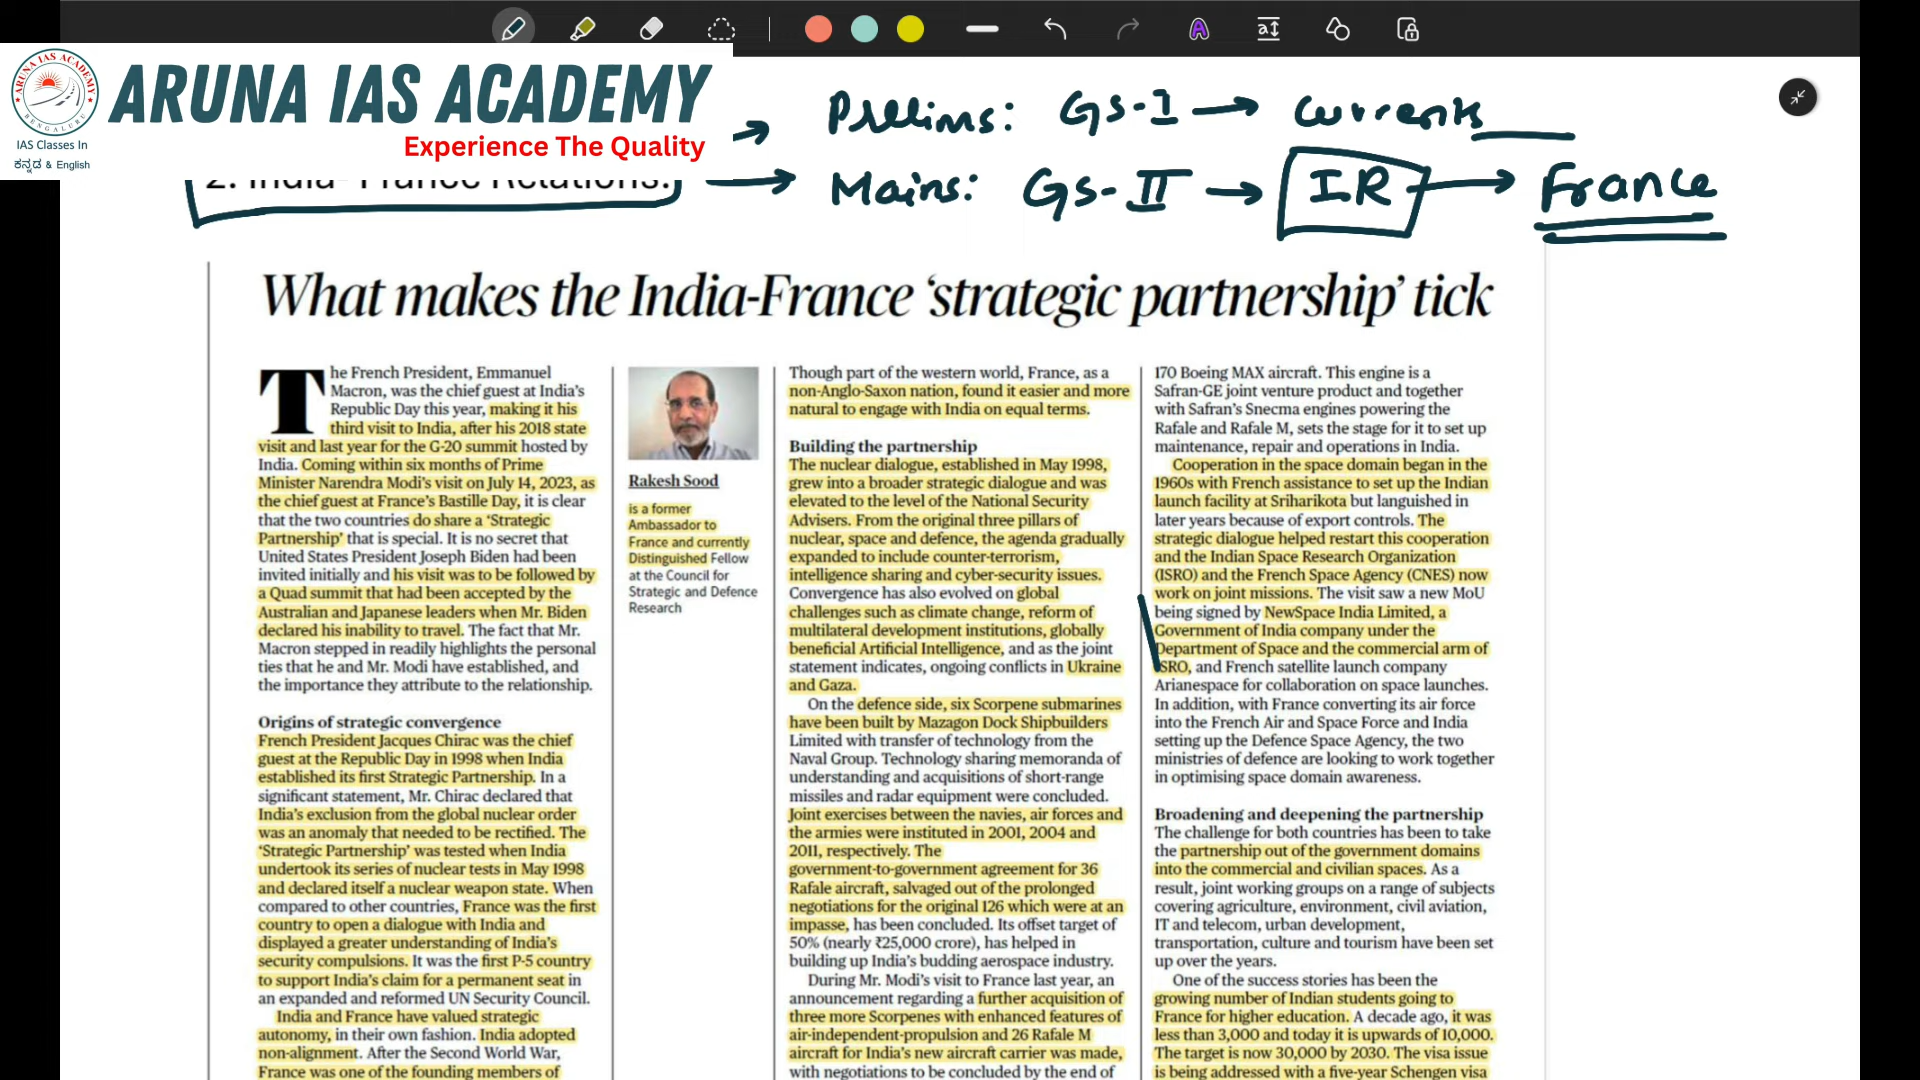 ARUNA IAS ACADEMY
Experience The Quality
ARUNA IAS ACADEMY
BENGALURU
IAS Classes In
ಕನ್ನಡ & English
Prelims: GS-I → Currents
2. India- France Relations. → Mains: GS-II → IR → France
What makes the India-France ‘strategic partnership’ tick
The French President, Emmanuel
Macron, was the chief guest at India’s
Republic Day this year, making it his
third visit to India, after his 2018 state
visit and last year for the G-20 summit hosted by
India. Coming within six months of Prime
Minister Narendra Modi’s visit on July 14, 2023, as
the chief guest at France’s Bastille Day, it is clear
that the two countries do share a ‘Strategic
Partnership’ that is special. It is no secret that
United States President Joseph Biden had been
invited initially and his visit was to be followed by
a Quad summit that had been accepted by the
Australian and Japanese leaders when Mr. Biden
declared his inability to travel. The fact that Mr.
Macron stepped in readily highlights the personal
ties that he and Mr. Modi have established, and
the importance they attribute to the relationship.
Origins of strategic convergence
French President Jacques Chirac was the chief
guest at the Republic Day in 1998 when India
established its first Strategic Partnership. In a
significant statement, Mr. Chirac declared that
India’s exclusion from the global nuclear order
was an anomaly that needed to be rectified. The
‘Strategic Partnership’ was tested when India
undertook its series of nuclear tests in May 1998
and declared itself a nuclear weapon state. When
compared to other countries, France was the first
country to open a dialogue with India and
displayed a greater understanding of India’s
security compulsions. It was the first P-5 country
to support India’s claim for a permanent seat in
an expanded and reformed UN Security Council.
India and France have valued strategic
autonomy, in their own fashion. India adopted
non-alignment. After the Second World War,
France was one of the founding members of
Rakesh Sood
is a former
Ambassador to
France and currently
Distinguished Fellow
at the Council for
Strategic and Defence
Research
Though part of the western world, France, as a
non-Anglo-Saxon nation, found it easier and more
natural to engage with India on equal terms.
Building the partnership
The nuclear dialogue, established in May 1998,
grew into a broader strategic dialogue and was
elevated to the level of the National Security
Advisers. From the original three pillars of
nuclear, space and defence, the agenda gradually
expanded to include counter-terrorism,
intelligence sharing and cyber-security issues.
Convergence has also evolved on global
challenges such as climate change, reform of
multilateral development institutions, globally
beneficial Artificial Intelligence, and as the joint
statement indicates, ongoing conflicts in Ukraine
and Gaza.
On the defence side, six Scorpene submarines
have been built by Mazagon Dock Shipbuilders
Limited with transfer of technology from the
Naval Group. Technology sharing memoranda of
understanding and acquisitions of short-range
missiles and radar equipment were concluded.
Joint exercises between the navies, air forces and
the armies were instituted in 2001, 2004 and
2011, respectively. The
government-to-government agreement for 36
Rafale aircraft, salvaged out of the prolonged
negotiations for the original 126 which were at an
impasse, has been concluded. Its offset target of
50% (nearly ₹25,000 crore), has helped in
building up India’s budding aerospace industry.
During Mr. Modi’s visit to France last year, an
announcement regarding a further acquisition of
three more Scorpenes with enhanced features of
air-independent-propulsion and 26 Rafale M
aircraft for India’s new aircraft carrier was made,
with negotiations to be concluded by the end of
170 Boeing MAX aircraft. This engine is a
Safran-GE joint venture product and together
with Safran’s Snecma engines powering the
Rafale and Rafale M, sets the stage for it to set up
maintenance, repair and operations in India.
Cooperation in the space domain began in the
1960s with French assistance to set up the Indian
launch facility at Sriharikota but languished in
later years because of export controls. The
strategic dialogue helped restart this cooperation
and the Indian Space Research Organization
(ISRO) and the French Space Agency (CNES) now
work on joint missions. The visit saw a new MoU
being signed by NewSpace India Limited, a
Government of India company under the
Department of Space and the commercial arm of
ISRO, and French satellite launch company
Arianespace for collaboration on space launches.
In addition, with France converting its air force
into the French Air and Space Force and India
setting up the Defence Space Agency, the two
ministries of defence are looking to work together
in optimising space domain awareness.
Broadening and deepening the partnership
The challenge for both countries has been to take
the partnership out of the government domains
into the commercial and civilian spaces. As a
result, joint working groups on a range of subjects
covering agriculture, environment, civil aviation,
IT and telecom, urban development,
transportation, culture and tourism have been set
up over the years.
One of the success stories has been the
growing number of Indian students going to
France for higher education. A decade ago, it was
less than 3,000 and today it is upwards of 10,000.
The target is now 30,000 by 2030. The visa issue
is being addressed with a five-year Schengen visa